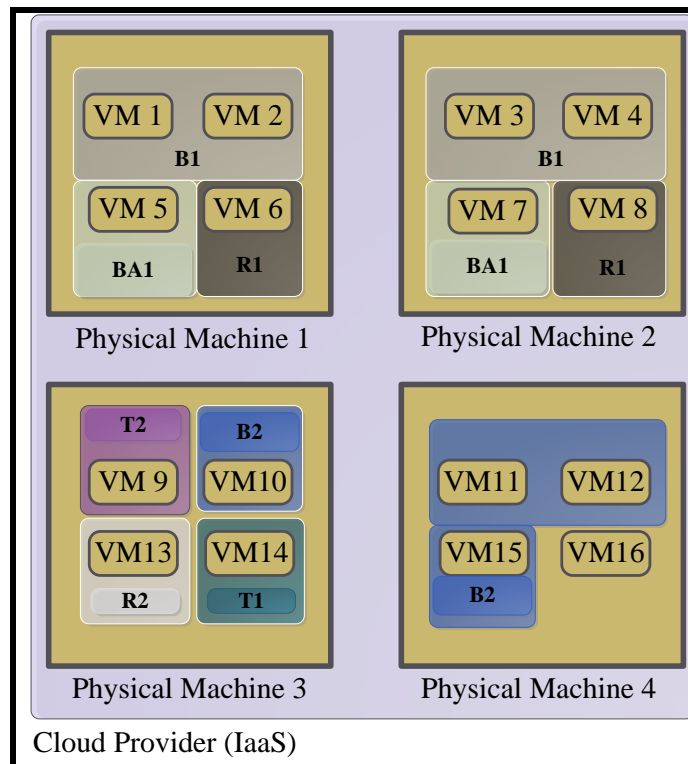 VM 1 VM 2 VM 3 VM 4
B1 B1
VM 5 VM 6 VM 7 VM 8
BA1 R1 BA1 R1
Physical Machine 1 Physical Machine 2
T2 B2
VM 9 VM10 VM11 VM12
VM13 VM14 VM15 VM16
R2 T1 B2
Physical Machine 3 Physical Machine 4
Cloud Provider (IaaS)